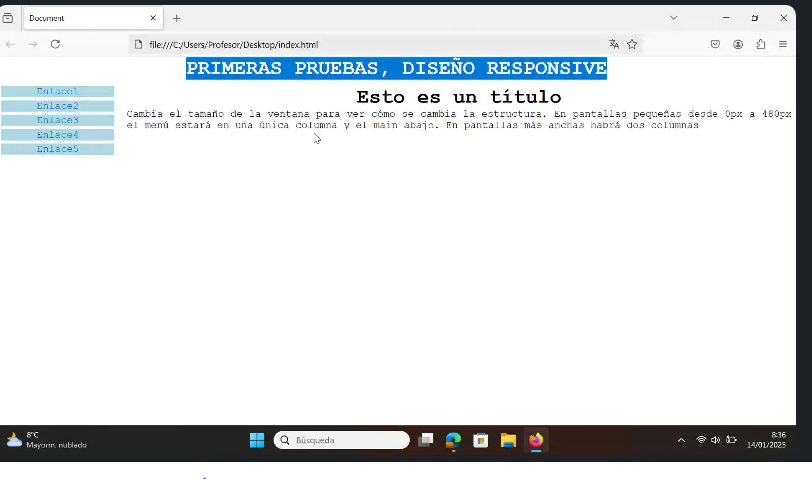 Document
file:///C:/Users/Profesor/Desktop/index.html
PRIMERAS PRUEBAS, DISEÑO RESPONSIVE
Enlace1
Enlace2
Enlace3
Enlace4
Enlace5
Esto es un título
Cambia el tamaño de la ventana para ver cómo se cambia la estructura. En pantallas pequeñas desde 0px a 480px
el menú estará en una única columna y el main abajo. En pantallas más anchas habrá dos columnas
8°C
Mayorm. nublado
Búsqueda
8:36
14/01/2025